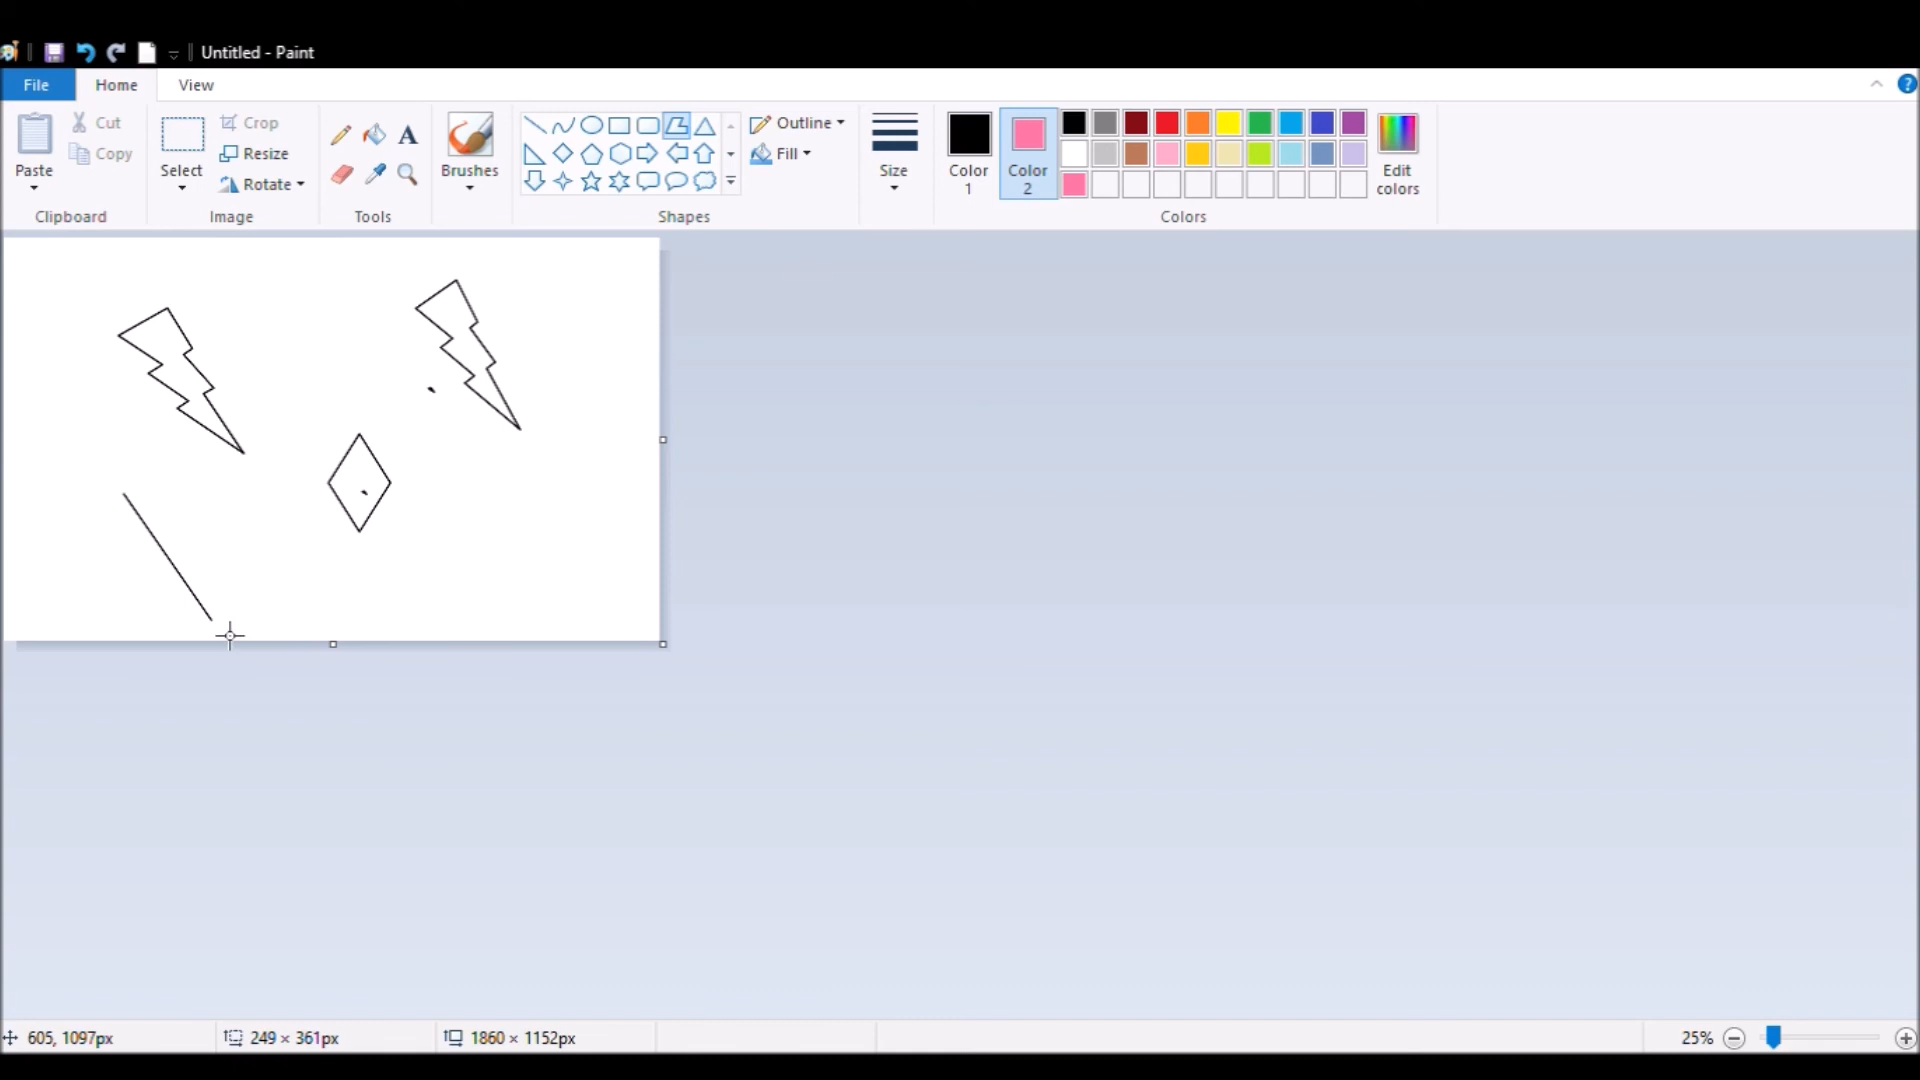 Untitled - Paint
File Home View
Paste
Cut
Copy
Clipboard
Select
Crop
Resize
Rotate
Image
A
Tools
Brushes
Outline
Fill
Shapes
Size
Color 1
Color 2
Edit colors
Colors
605, 1097px
249 × 361px
1860 × 1152px
25%